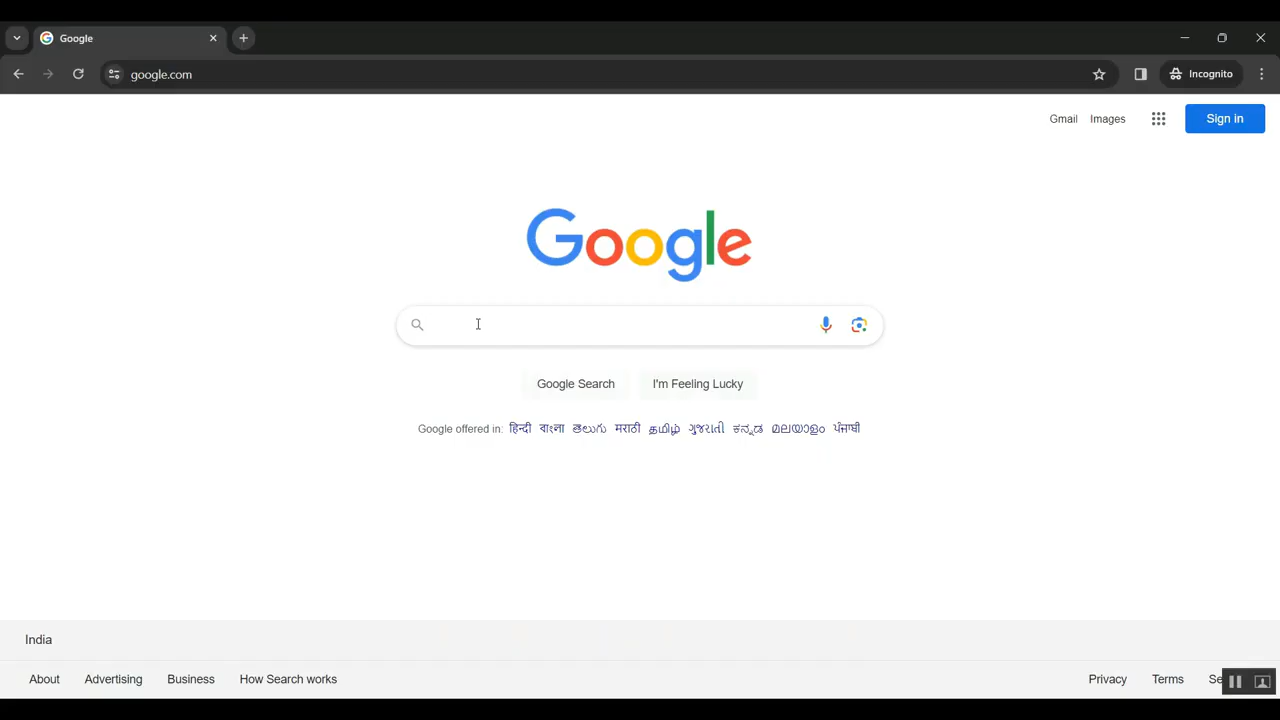 Google
google.com
Incognito
Gmail Images Sign in
Google
Google Search I'm Feeling Lucky
Google offered in: हिन्दी বাংলা తెలుగు मराठी தமிழ் ગુજરાતી ಕನ್ನಡ മലയാളം ਪੰਜਾਬੀ
India
About Advertising Business How Search works Privacy Terms Se